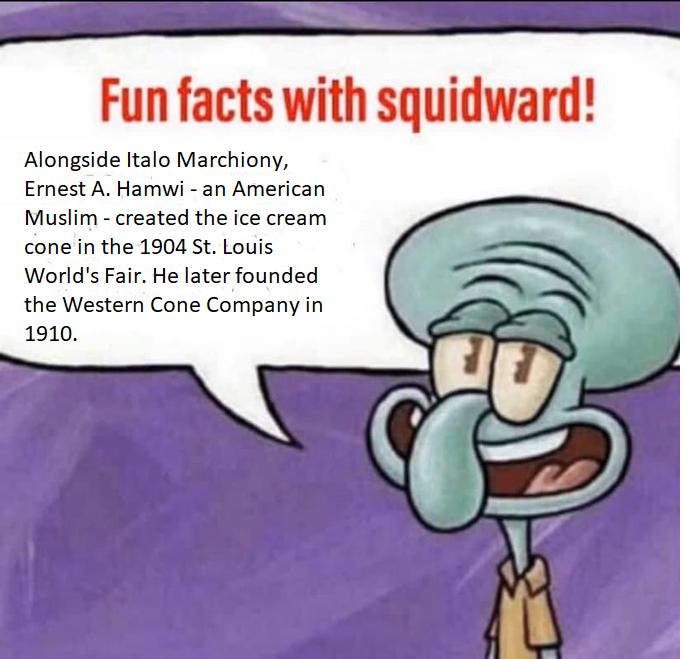 Fun facts with squidward!
Alongside Italo Marchiony,
Ernest A. Hamwi - an American
Muslim - created the ice cream
cone in the 1904 St. Louis
World's Fair. He later founded
the Western Cone Company in
1910.